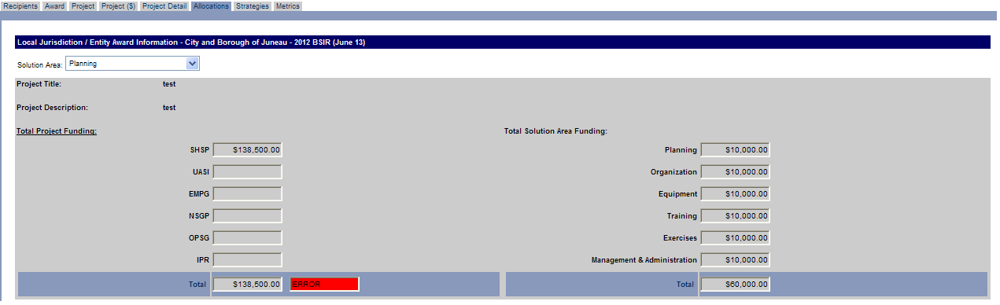 Recipients Award Project Project ($) Project Detail Allocations Strategies Metrics
Local Jurisdiction / Entity Award Information - City and Borough of Juneau - 2012 BSIR (June 13)
Solution Area: Planning
Project Title: test
Project Description: test
Total Project Funding: Total Solution Area Funding:
SHSP $138,500.00 Planning $10,000.00
UASI Organization $10,000.00
EMPG Equipment $10,000.00
NSGP Training $10,000.00
OPSG Exercises $10,000.00
IPR Management & Administration $10,000.00
Total $138,500.00 ERROR Total $60,000.00